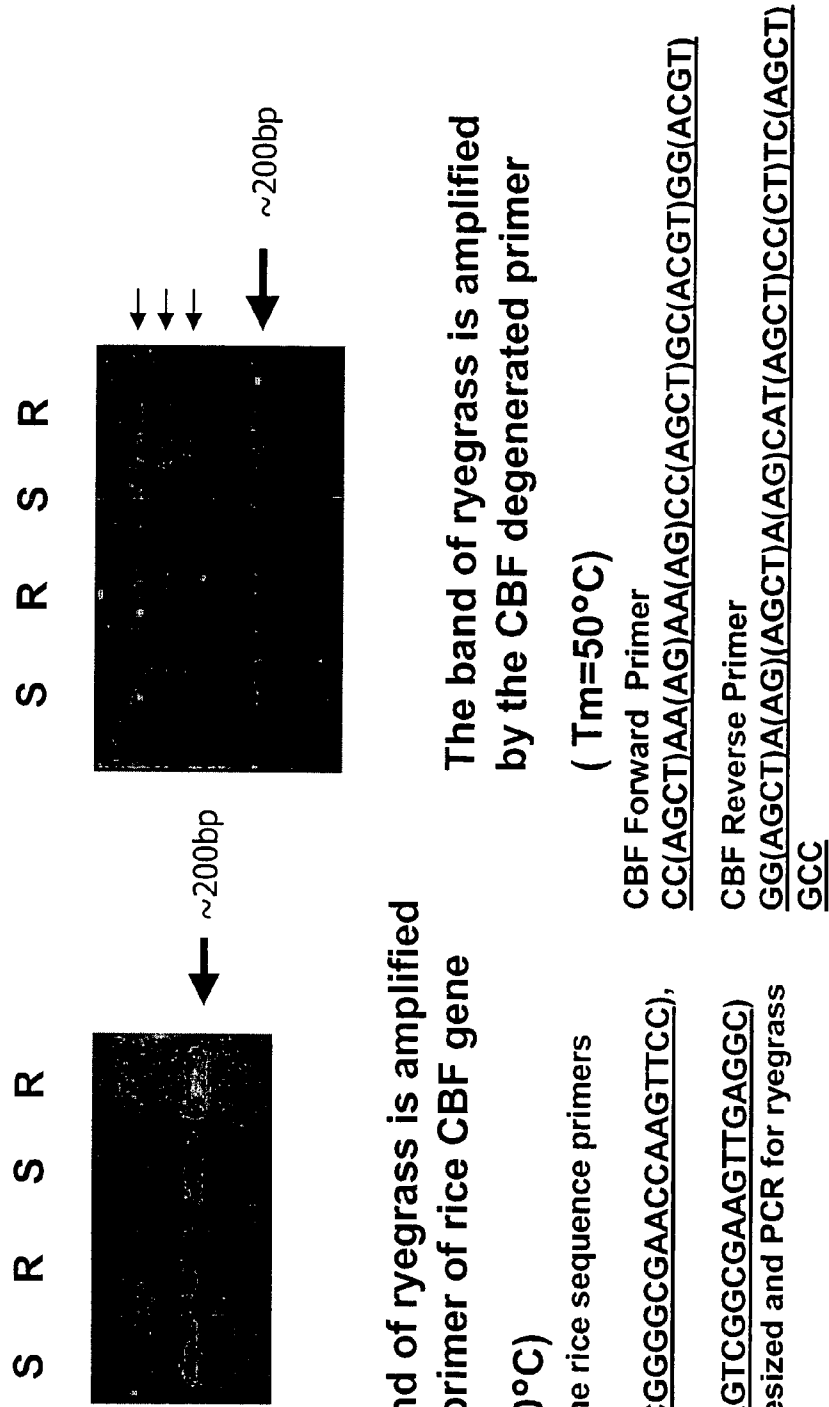 S R S R
~200bp
nd of ryegrass is amplified
primer of rice CBF gene
)°C)
ne rice sequence primers
CGGGGCGAACCAAGTTCC),
GTCGGCGAAGTTGAGGC)
esized and PCR for ryegrass
S R S R
~200bp
The band of ryegrass is amplified
by the CBF degenerated primer
( Tm=50°C)
CBF Forward Primer
CC(AGCT)AA(AG)AA(AG)CC(AGCT)GC(ACGT)GG(ACGT)
CBF Reverse Primer
GG(AGCT)A(AG)(AGCT)A(AG)CAT(AGCT)CC(CT)TC(AGCT)
GCC